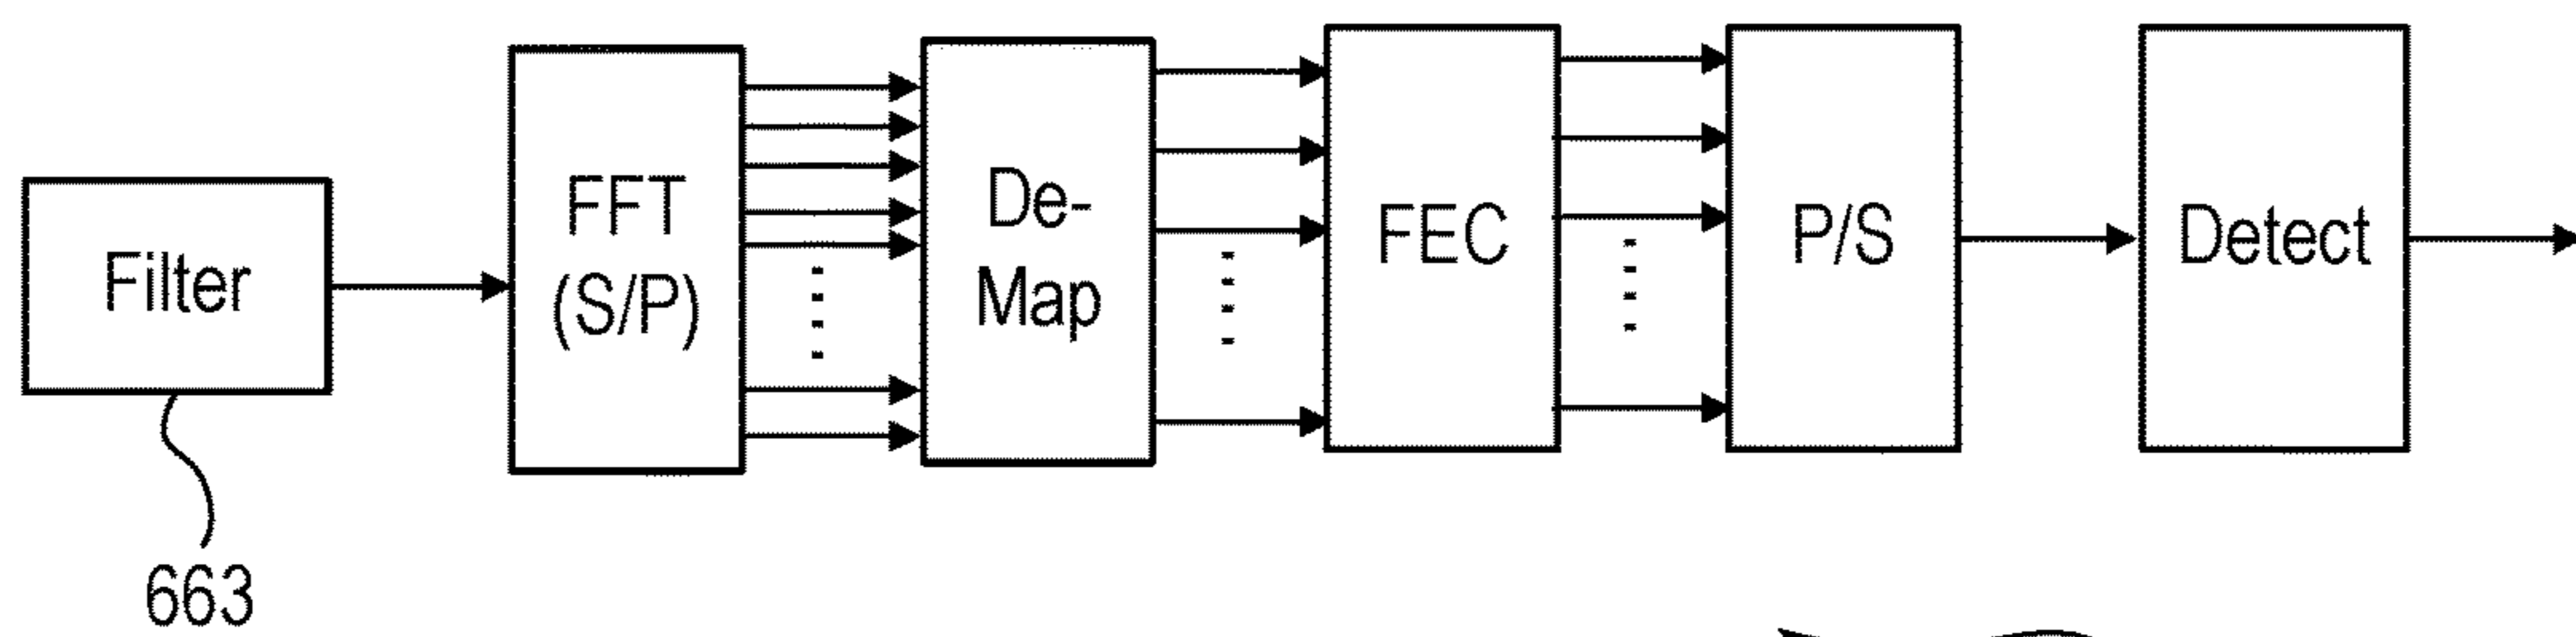 Filter
FFT
(S/P)
De-
Map
FEC
P/S
Detect
663